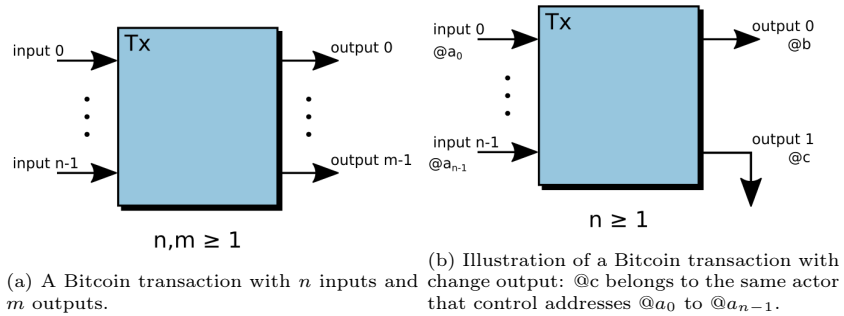 Tx
input 0
output 0
input n-1
output m-1
n,m ≥ 1
(a) A Bitcoin transaction with n inputs and
m outputs.
Tx
input 0
@a₀
output 0
@b
input n-1
@aₙ₋₁
output 1
@c
n ≥ 1
(b) Illustration of a Bitcoin transaction with
change output: @c belongs to the same actor
that control addresses @a₀ to @aₙ₋₁.